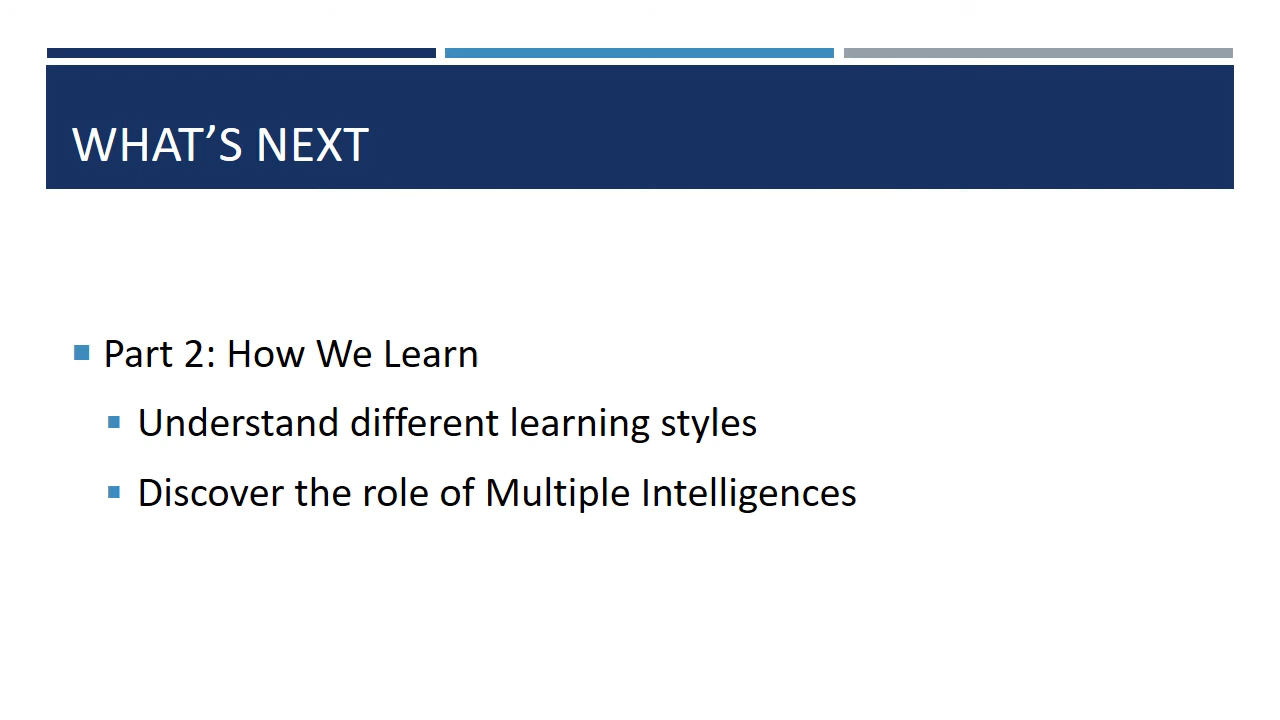 WHAT’S NEXT
Part 2: How We Learn
Understand different learning styles
Discover the role of Multiple Intelligences